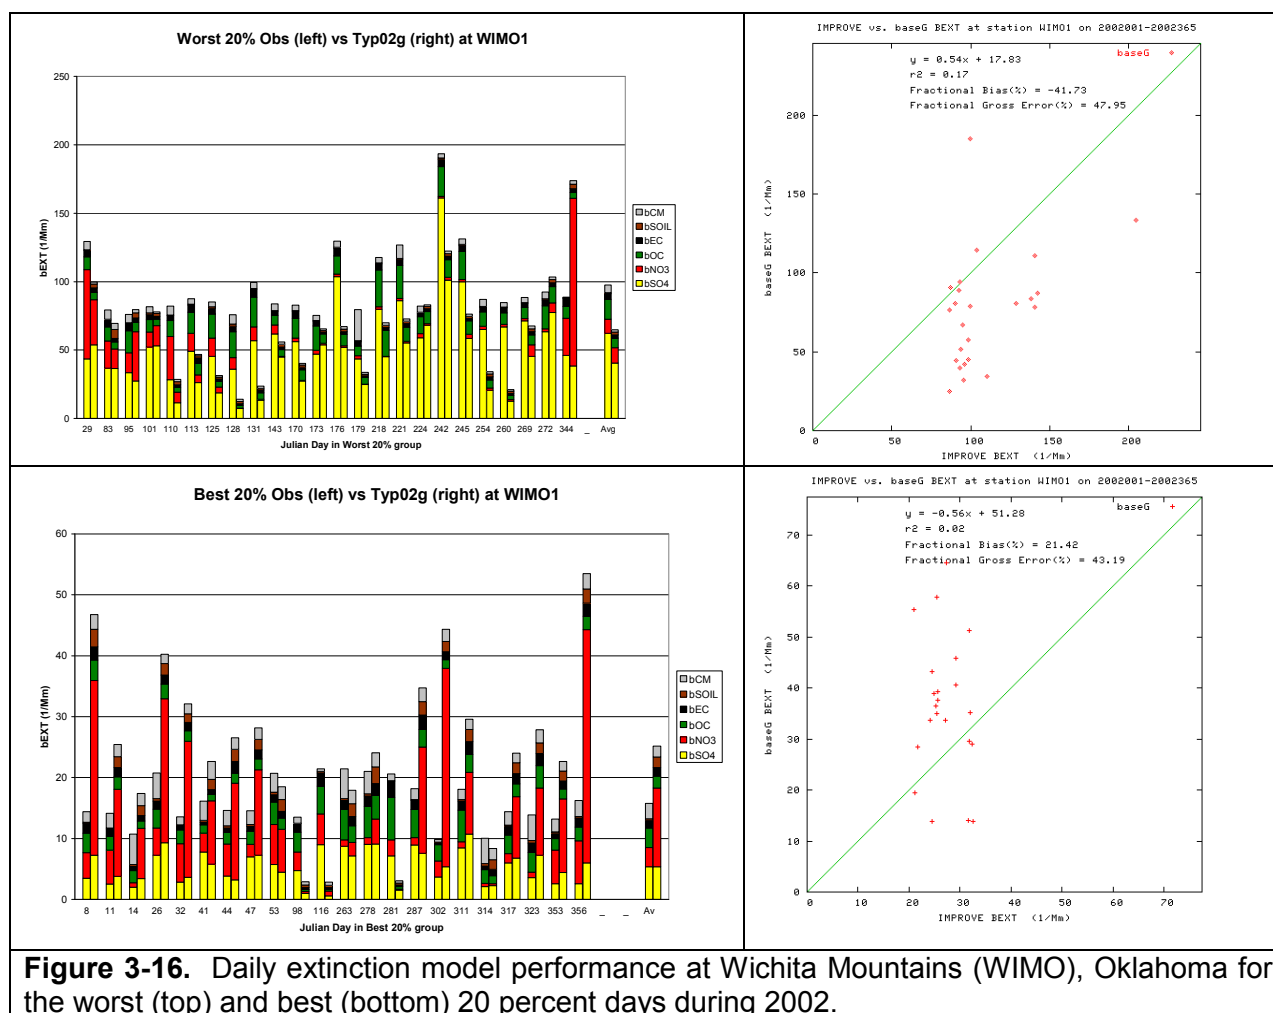 Worst 20% Obs (left) vs Typ02g (right) at WIMO1
250
200
150
100
50
0
bEXT (1/Mm)
bCM
bSOIL
bEC
bOC
bNO3
bSO4
29 83 95 101 110 113 125 128 131 143 170 173 176 179 218 221 224 242 245 254 260 269 272 344 _ Avg
Julian Day in Worst 20% group
IMPROVE vs. baseG BEXT at station WIMO1 on 2002001-2002365
baseG
y = 0.54x + 17.83
r2 = 0.17
Fractional Bias(%) = -41.73
Fractional Gross Error(%) = 47.95
200
150
100
50
0
baseG BEXT (1/Mm)
0 50 100 150 200
IMPROVE BEXT (1/Mm)
Best 20% Obs (left) vs Typ02g (right) at WIMO1
60
50
40
30
20
10
0
bEXT (1/Mm)
bCM
bSOIL
bEC
bOC
bNO3
bSO4
8 11 14 26 32 41 44 47 53 98 116 263 278 281 287 302 311 314 317 323 353 356 _ _ Av
Julian Day in Best 20% group
IMPROVE vs. baseG BEXT at station WIMO1 on 2002001-2002365
baseG
y = -0.56x + 51.28
r2 = 0.02
Fractional Bias(%) = 21.42
Fractional Gross Error(%) = 43.19
70
60
50
40
30
20
10
0
baseG BEXT (1/Mm)
0 10 20 30 40 50 60 70
IMPROVE BEXT (1/Mm)
Figure 3-16. Daily extinction model performance at Wichita Mountains (WIMO), Oklahoma for
the worst (top) and best (bottom) 20 percent days during 2002.